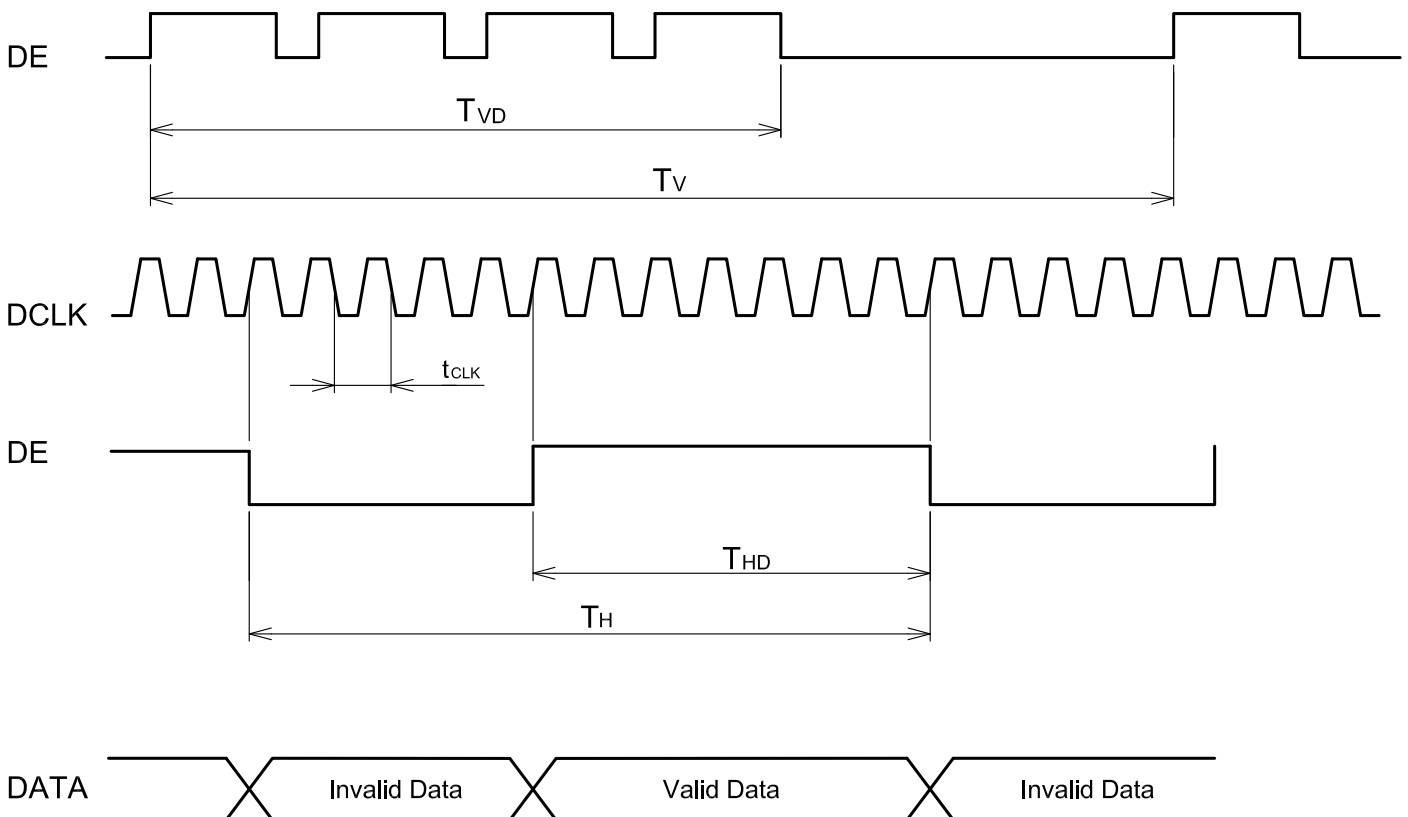 DE
TVD
TV
DCLK
tCLK
DE
THD
TH
DATA
Invalid Data
Valid Data
Invalid Data